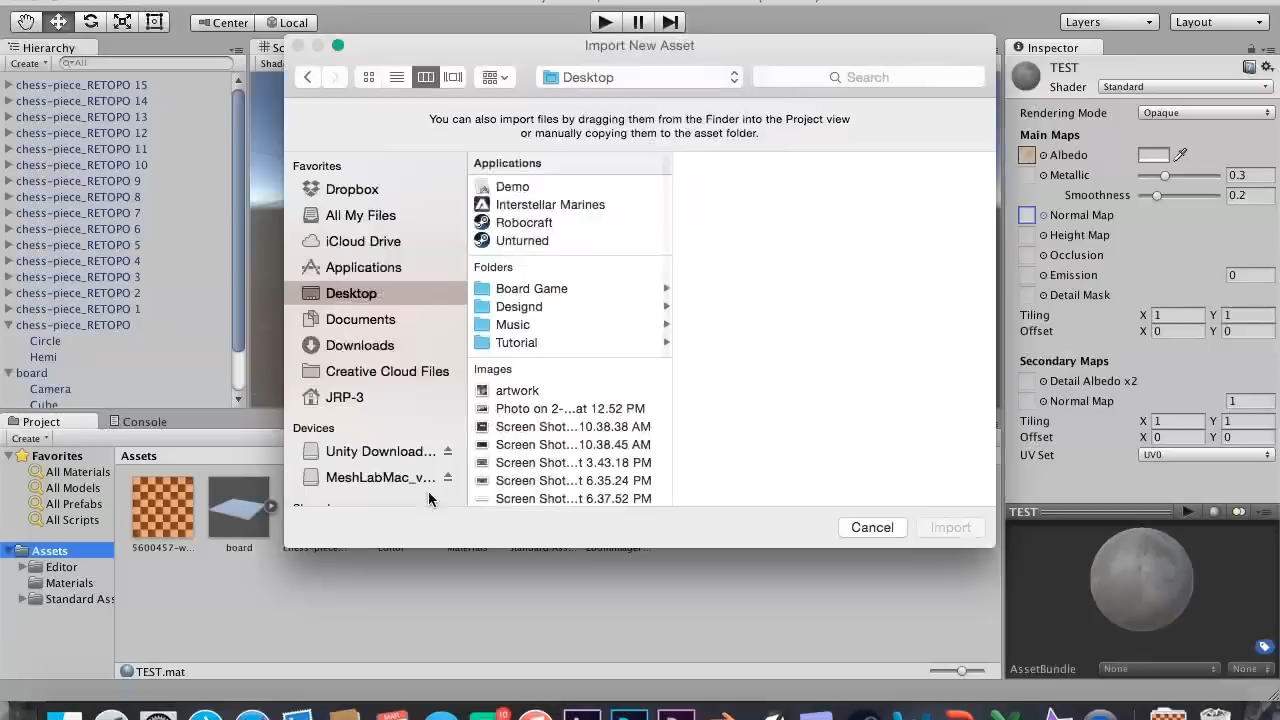 Center
Local
Layers
Layout
Hierarchy
Create
All
chess-piece_RETOPO 15
chess-piece_RETOPO 14
chess-piece_RETOPO 13
chess-piece_RETOPO 12
chess-piece_RETOPO 11
chess-piece_RETOPO 10
chess-piece_RETOPO 9
chess-piece_RETOPO 8
chess-piece_RETOPO 7
chess-piece_RETOPO 6
chess-piece_RETOPO 5
chess-piece_RETOPO 4
chess-piece_RETOPO 3
chess-piece_RETOPO 2
chess-piece_RETOPO 1
chess-piece_RETOPO
Circle
Hemi
board
Camera
Cube
Import New Asset
Desktop
Search
You can also import files by dragging them from the Finder into the Project view
or manually copying them to the asset folder.
Favorites
Dropbox
All My Files
iCloud Drive
Applications
Desktop
Documents
Downloads
Creative Cloud Files
JRP-3
Devices
Unity Download...
MeshLabMac_v...
Applications
Demo
Interstellar Marines
Robocraft
Unturned
Folders
Board Game
Designd
Music
Tutorial
Images
artwork
Photo on 2-...at 12.52 PM
Screen Shot...10.38.38 AM
Screen Shot...10.38.45 AM
Screen Shot...t 3.43.18 PM
Screen Shot...t 6.35.24 PM
Screen Shot...t 6.37.52 PM
Cancel
Import
Inspector
TEST
Shader
Standard
Rendering Mode
Opaque
Main Maps
Albedo
Metallic
0.3
Smoothness
0.2
Normal Map
Height Map
Occlusion
Emission
0
Detail Mask
Tiling X 1 Y 1
Offset X 0 Y 0
Secondary Maps
Detail Albedo x2
Normal Map
1
Tiling X 1 Y 1
Offset X 0 Y 0
UV Set
UV0
TEST
AssetBundle
None
None
Project
Console
Create
Favorites
All Materials
All Models
All Prefabs
All Scripts
Assets
Editor
Materials
Standard Ass
Assets
5600457-w...
board
TEST.mat